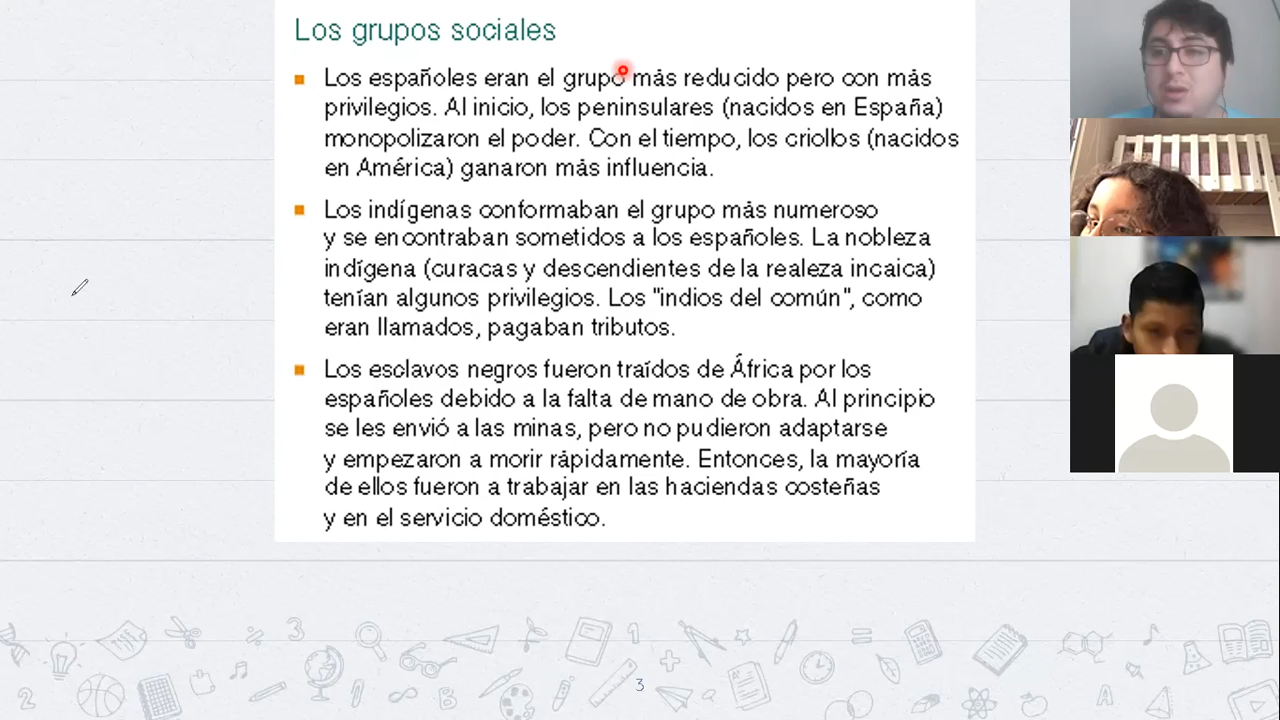 Los grupos sociales
Los españoles eran el grupo más reducido pero con más
privilegios. Al inicio, los peninsulares (nacidos en España)
monopolizaron el poder. Con el tiempo, los criollos (nacidos
en América) ganaron más influencia.
Los indígenas conformaban el grupo más numeroso
y se encontraban sometidos a los españoles. La nobleza
indígena (curacas y descendientes de la realeza incaica)
tenían algunos privilegios. Los "indios del común", como
eran llamados, pagaban tributos.
Los esclavos negros fueron traídos de África por los
españoles debido a la falta de mano de obra. Al principio
se les envió a las minas, pero no pudieron adaptarse
y empezaron a morir rápidamente. Entonces, la mayoría
de ellos fueron a trabajar en las haciendas costeñas
y en el servicio doméstico.
3